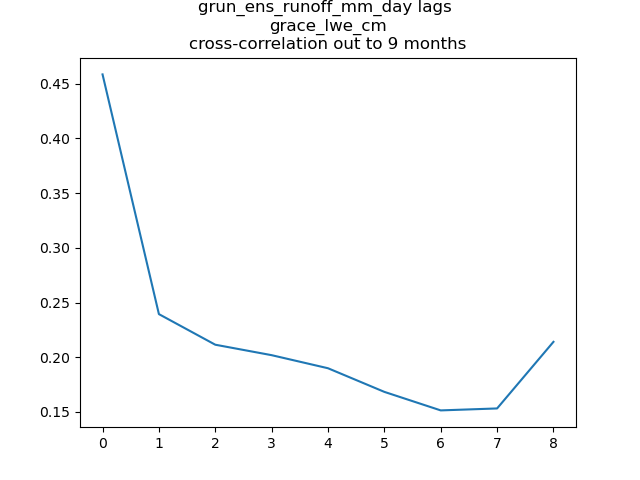 grun_ens_runoff_mm_day lags
grace_lwe_cm
cross-correlation out to 9 months
0.45
0.40
0.35
0.30
0.25
0.20
0.15
0 1 2 3 4 5 6 7 8